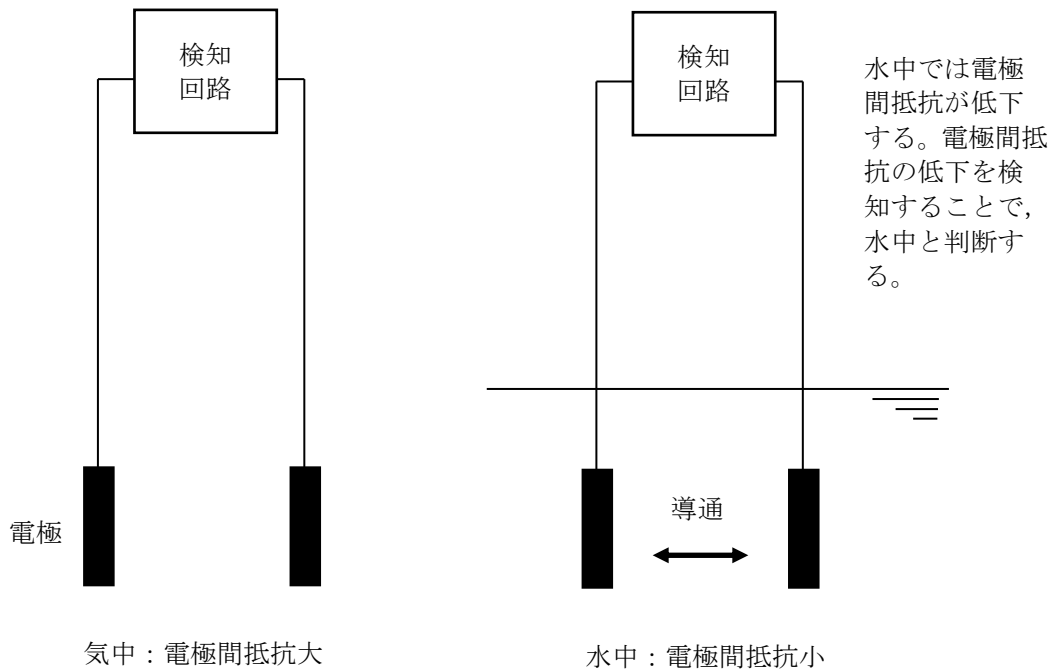 検知
回路
電極
気中：電極間抵抗大
検知
回路
導通
水中：電極間抵抗小
水中では電極
間抵抗が低下
する。電極間抵
抗の低下を検
知することで,
水中と判断す
る。